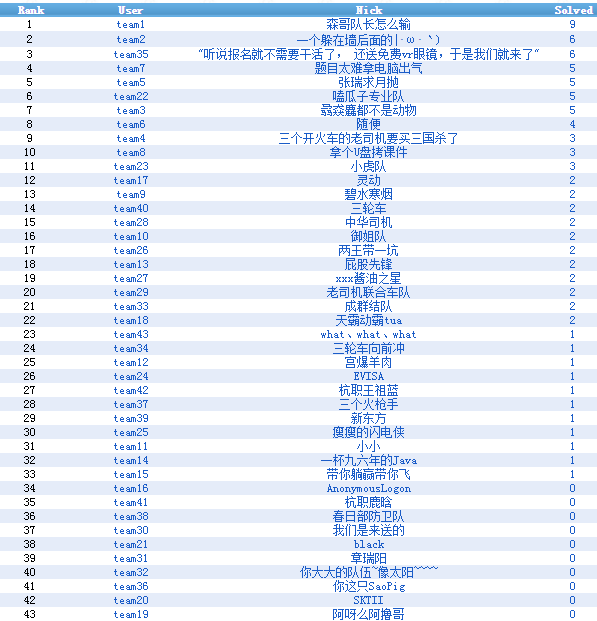 Rank User Nick Solved
1 team1 森哥队长怎么输 9
2 team2 一个躲在墙后面的|·ω·`) 6
3 team35 "听说报名就不需要干活了， 还送免费vr眼镜，于是我们就来了" 6
4 team7 题目太难拿电脑出气 5
5 team5 张瑞求月抛 5
6 team22 嗑瓜子专业队 5
7 team3 骉猋麤都不是动物 5
8 team6 随便 4
9 team4 三个开火车的老司机要买三国杀了 3
10 team8 拿个U盘拷课件 3
11 team23 小虎队 3
12 team17 灵动 2
13 team9 碧水寒烟 2
14 team40 三轮车 2
15 team28 中华司机 2
16 team10 御姐队 2
17 team26 两王带一坑 2
18 team13 屁股先锋 2
19 team27 xxx酱油之星 2
20 team29 老司机联合车队 2
21 team33 成群结队 2
22 team18 天霸动霸tua 2
23 team43 what、what、what 1
24 team34 三轮车向前冲 1
25 team12 宫爆羊肉 1
26 team24 EVISA 1
27 team42 杭职王祖蓝 1
28 team37 三个火枪手 1
29 team39 新东方 1
30 team25 瘦瘦的闪电侠 1
31 team11 小小 1
32 team14 一杯九六年的Java 1
33 team15 带你躺赢带你飞 1
34 team16 AnonymousLogon 0
35 team41 杭职鹿晗 0
36 team38 春日部防卫队 0
37 team30 我们是来送的 0
38 team21 black 0
39 team31 章瑞阳 0
40 team32 你大大的队伍~像太阳~~~~ 0
41 team36 你这只SaoPig 0
42 team20 SKTII 0
43 team19 阿呀么阿撸哥 0